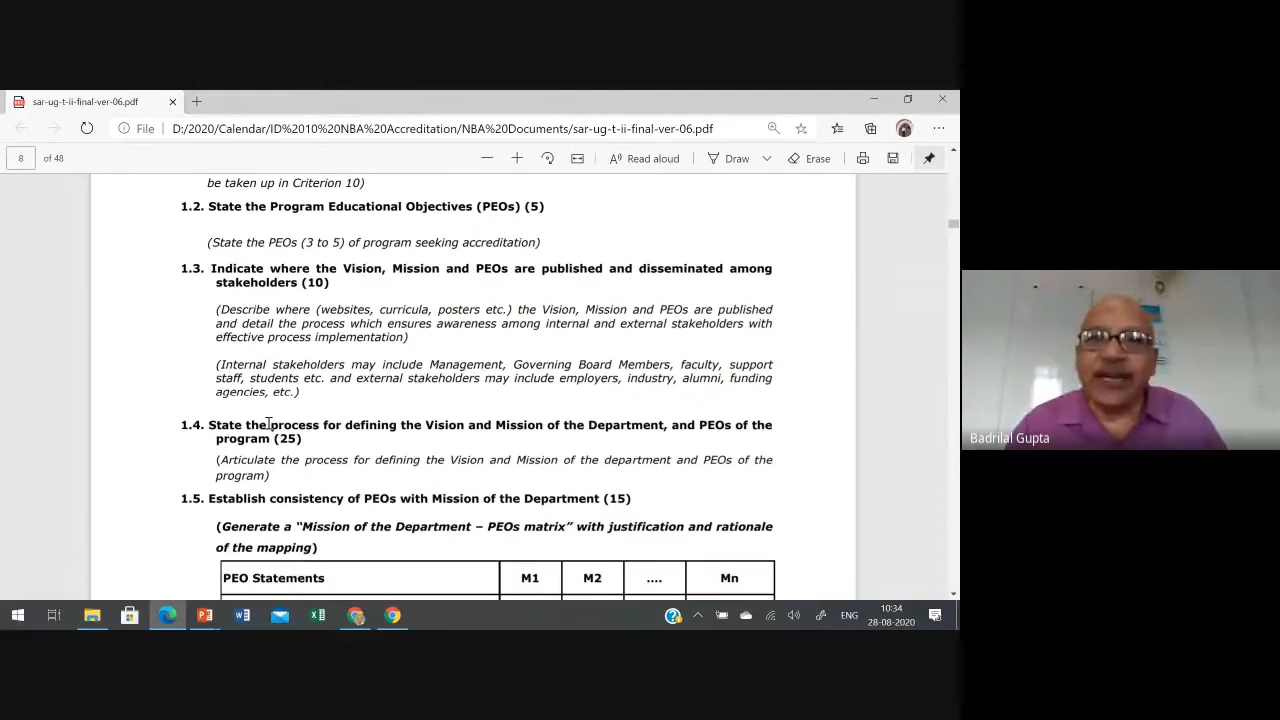 sar-ug-t-ii-final-ver-06.pdf
File D:/2020/Calendar/ID%2010%20NBA%20Accreditation/NBA%20Documents/sar-ug-t-ii-final-ver-06.pdf
8 of 48 Read aloud Draw Erase
be taken up in Criterion 10)
1.2. State the Program Educational Objectives (PEOs) (5)
(State the PEOs (3 to 5) of program seeking accreditation)
1.3. Indicate where the Vision, Mission and PEOs are published and disseminated among
stakeholders (10)
(Describe where (websites, curricula, posters etc.) the Vision, Mission and PEOs are published
and detail the process which ensures awareness among internal and external stakeholders with
effective process implementation)
(Internal stakeholders may include Management, Governing Board Members, faculty, support
staff, students etc. and external stakeholders may include employers, industry, alumni, funding
agencies, etc.)
1.4. State the process for defining the Vision and Mission of the Department, and PEOs of the
program (25)
(Articulate the process for defining the Vision and Mission of the department and PEOs of the
program)
1.5. Establish consistency of PEOs with Mission of the Department (15)
(Generate a “Mission of the Department – PEOs matrix” with justification and rationale
of the mapping)
PEO Statements M1 M2 .... Mn
Badrilal Gupta
ENG
10:34
28-08-2020